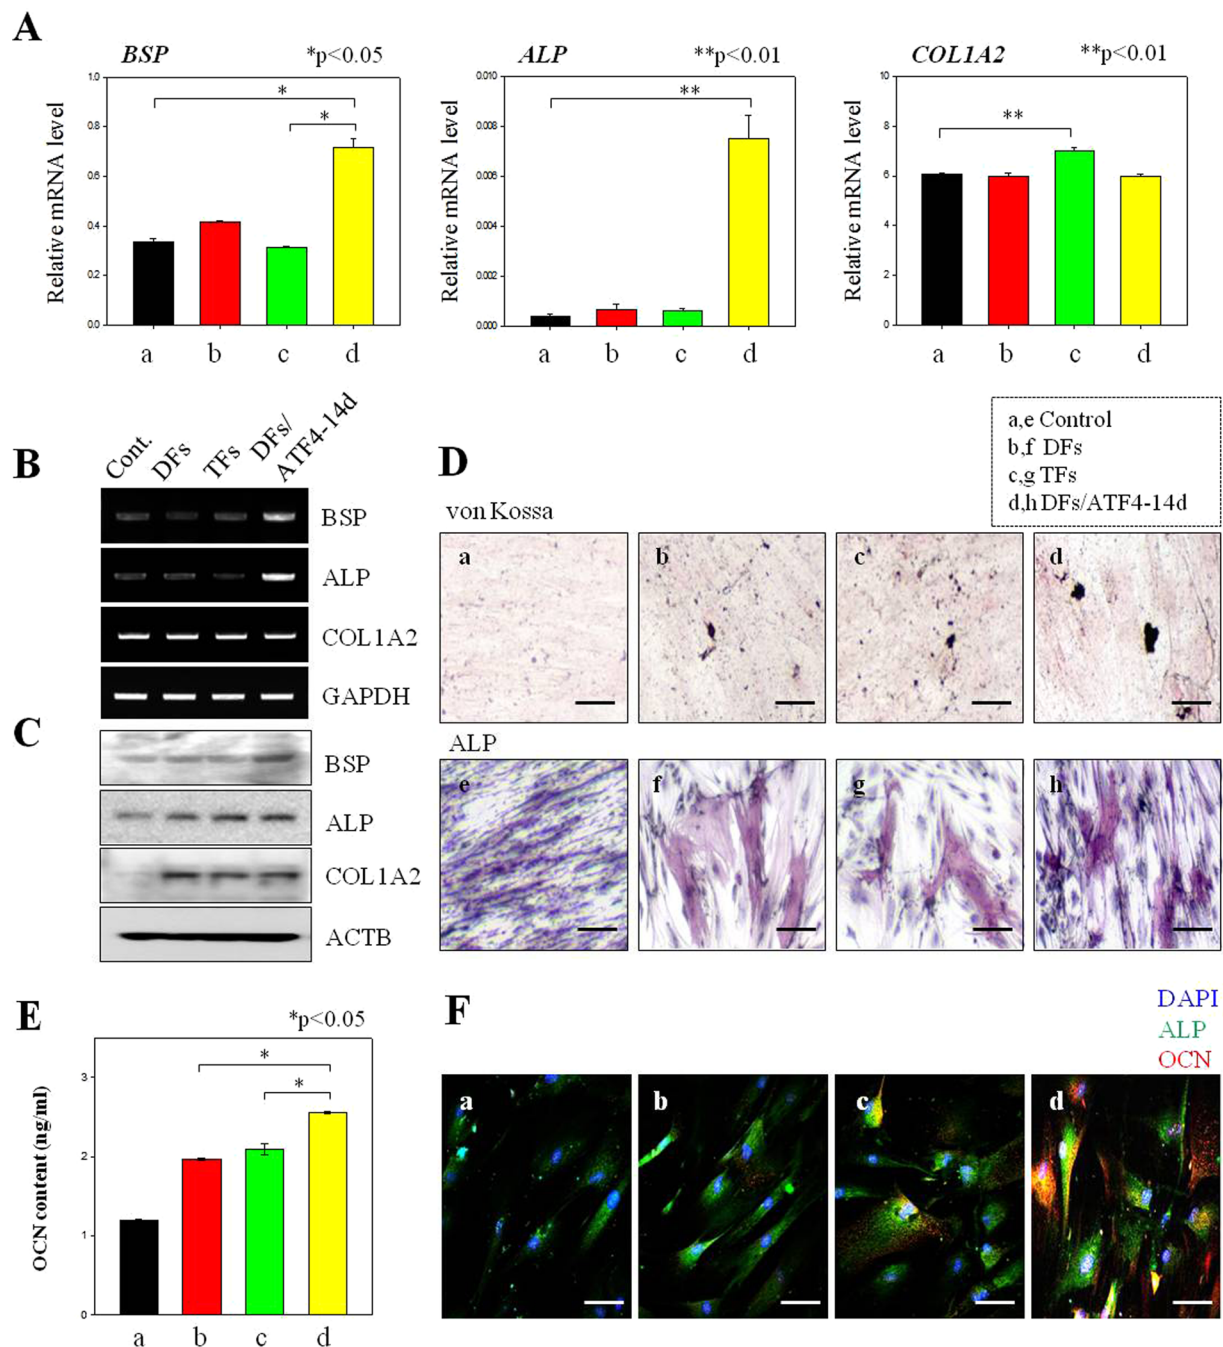 A
BSP
*p<0.05
Relative mRNA level
1.0
0.8
0.6
0.4
0.2
0.0
*
*
a
b
c
d
ALP
**p<0.01
Relative mRNA level
0.010
0.008
0.006
0.004
0.002
0.000
**
a
b
c
d
COL1A2
**p<0.01
Relative mRNA level
10
8
6
4
2
0
**
a
b
c
d
B
Cont.
DFs
TFs
DFs/
ATF4-14d
BSP
ALP
COL1A2
GAPDH
C
BSP
ALP
COL1A2
ACTB
a,e Control
b,f DFs
c,g TFs
d,h DFs/ATF4-14d
D
von Kossa
a
b
c
d
ALP
e
f
g
h
E
*p<0.05
OCN content (ng/ml)
3
2
1
0
*
*
a
b
c
d
F
DAPI
ALP
OCN
a
b
c
d